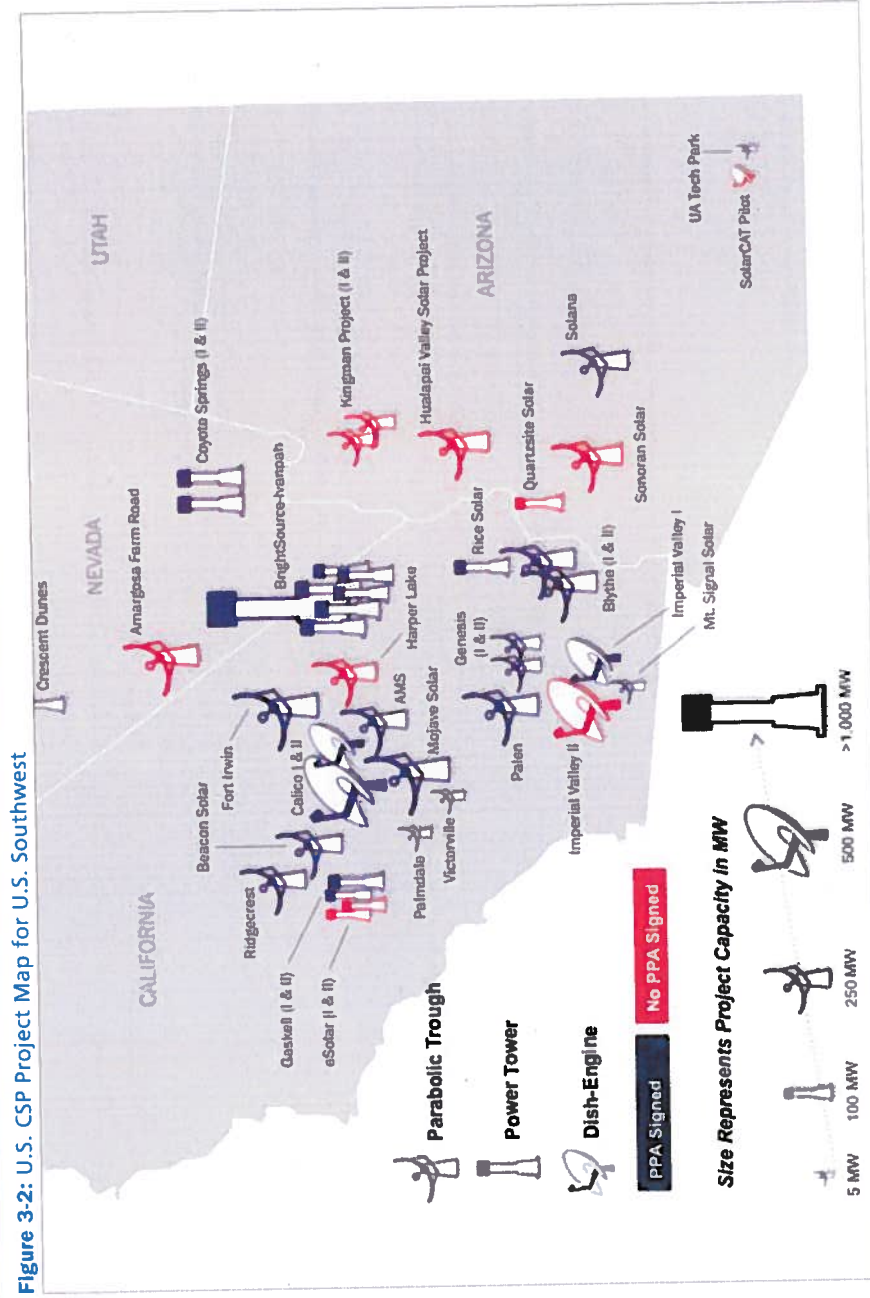 Figure 3-2: U.S. CSP Project Map for U.S. Southwest
CALIFORNIA
NEVADA
UTAH
ARIZONA
Crescent Dunes
Amargosa Farm Road
Coyote Springs (I & II)
BrightSource-Ivanpah
Beacon Solar
Fort Irwin
Ridgecrest
Calico I & II
Gaskell (I & II)
eSolar (I & II)
Harper Lake
AMS
Mojave Solar
Palmdale
Victorville
Kingman Project (I & II)
Hualapai Valley Solar Project
Genesis
(I & II)
Rice Solar
Quartzsite Solar
Palen
Blythe (I & II)
Sonoran Solar
Solana
Imperial Valley II
Imperial Valley I
Mt. Signal Solar
UA Tech Park
SolarCAT Pilot
Parabolic Trough
Power Tower
Dish-Engine
PPA Signed
No PPA Signed
Size Represents Project Capacity in MW
5 MW
100 MW
250 MW
500 MW
>1,000 MW